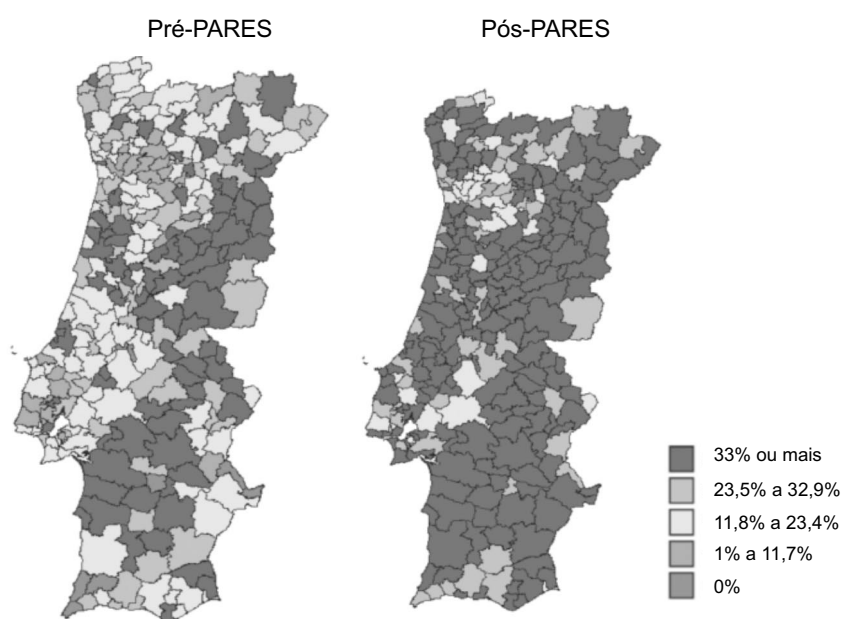 Pré-PARES
Pós-PARES
33% ou mais
23,5% a 32,9%
11,8% a 23,4%
1% a 11,7%
0%